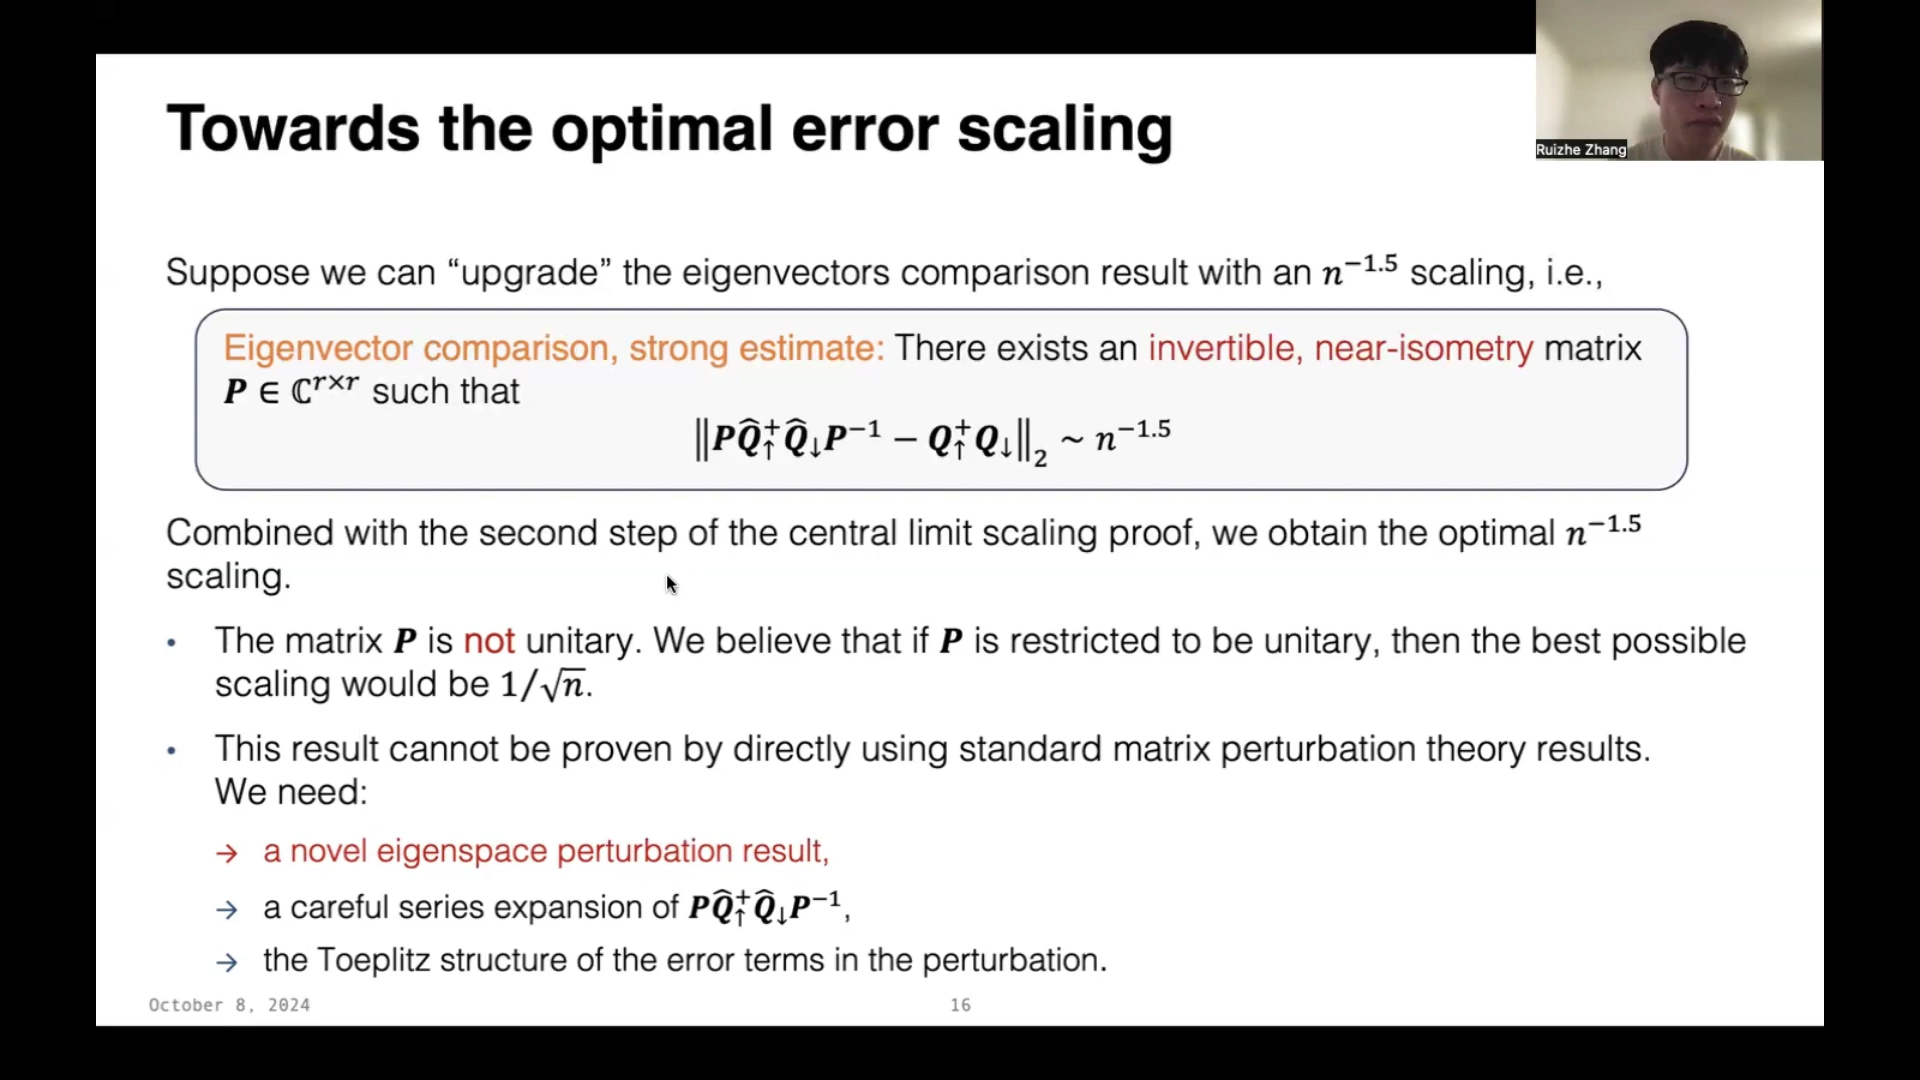 Towards the optimal error scaling
Ruizhe Zhang
Suppose we can “upgrade” the eigenvectors comparison result with an n⁻¹·⁵ scaling, i.e.,
Eigenvector comparison, strong estimate: There exists an invertible, near-isometry matrix
P ∈ ℂʳˣʳ such that
‖PQ̂↑⁺Q̂↓P⁻¹ − Q↑⁺Q↓‖₂ ~ n⁻¹·⁵
Combined with the second step of the central limit scaling proof, we obtain the optimal n⁻¹·⁵
scaling.
• The matrix P is not unitary. We believe that if P is restricted to be unitary, then the best possible
scaling would be 1/√n.
• This result cannot be proven by directly using standard matrix perturbation theory results.
We need:
→ a novel eigenspace perturbation result,
→ a careful series expansion of PQ̂↑⁺Q̂↓P⁻¹,
→ the Toeplitz structure of the error terms in the perturbation.
October 8, 2024
16